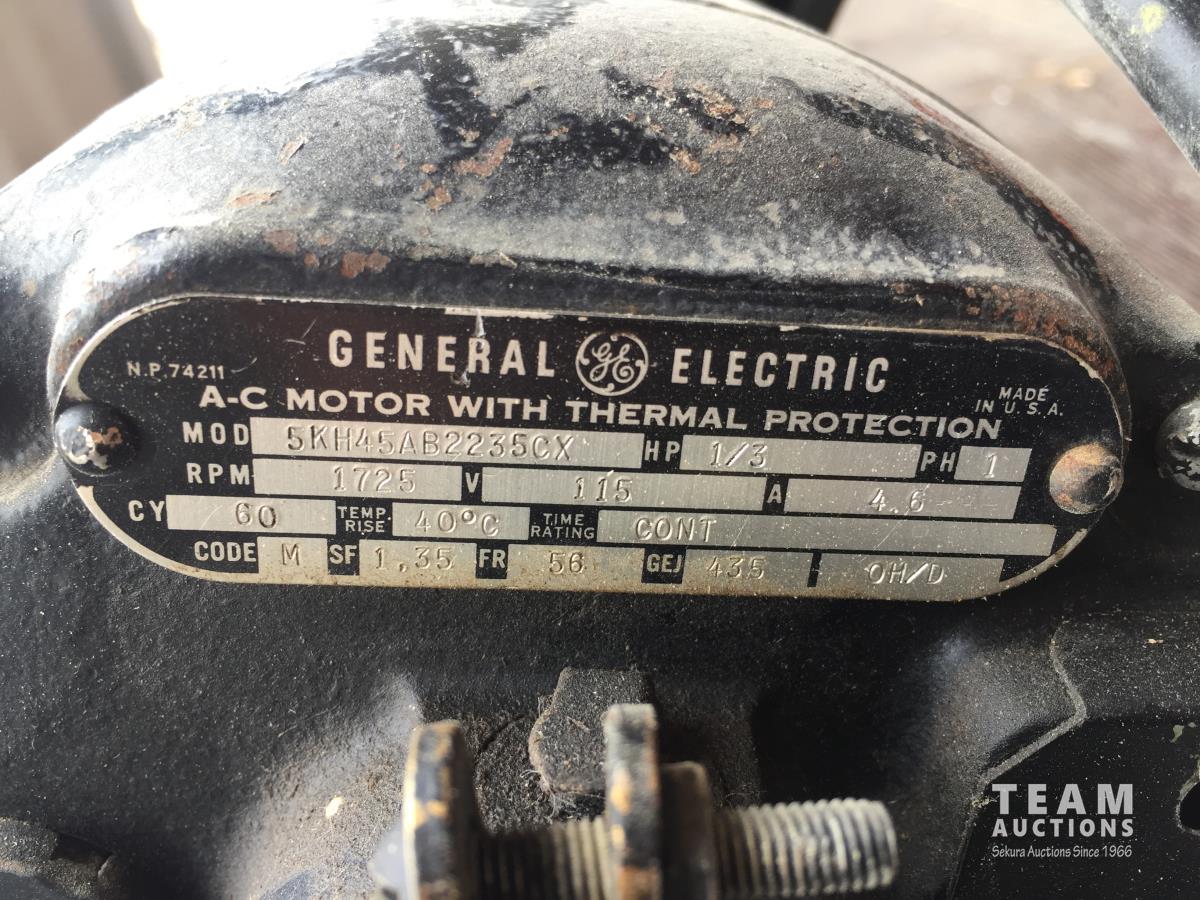 GENERAL GE ELECTRIC
N.P. 74211
MADE IN U.S.A.
A-C MOTOR WITH THERMAL PROTECTION
MOD 5KH45AB2235CX HP 1/3 PH 1
RPM 1725 V 115 A 4.6
CY 60 TEMP. RISE 40°C TIME RATING CONT
CODE M SF 1.35 FR 56 GEJ 435 OH/D
TEAM
AUCTIONS
Sekura Auctions Since 1966